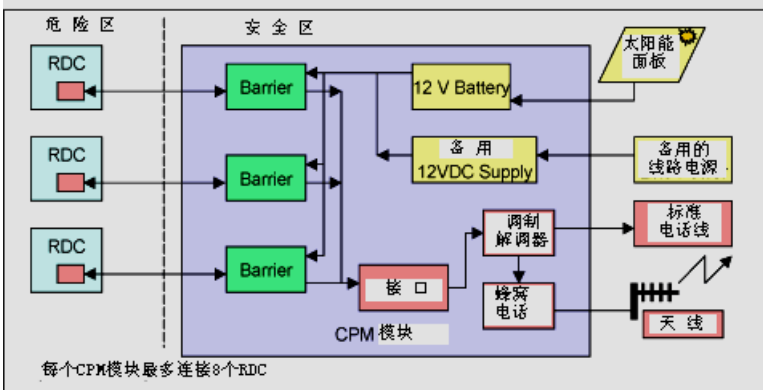 危 险 区
安 全 区
RDC
Barrier
12 V Battery
太阳能
面板
RDC
Barrier
备 用
12VDC Supply
备用的
线路电源
RDC
Barrier
接 口
调制
解调器
标准
电话线
蜂窝
电话
天 线
CPM 模块
每个CPM模块最多连接8个RDC